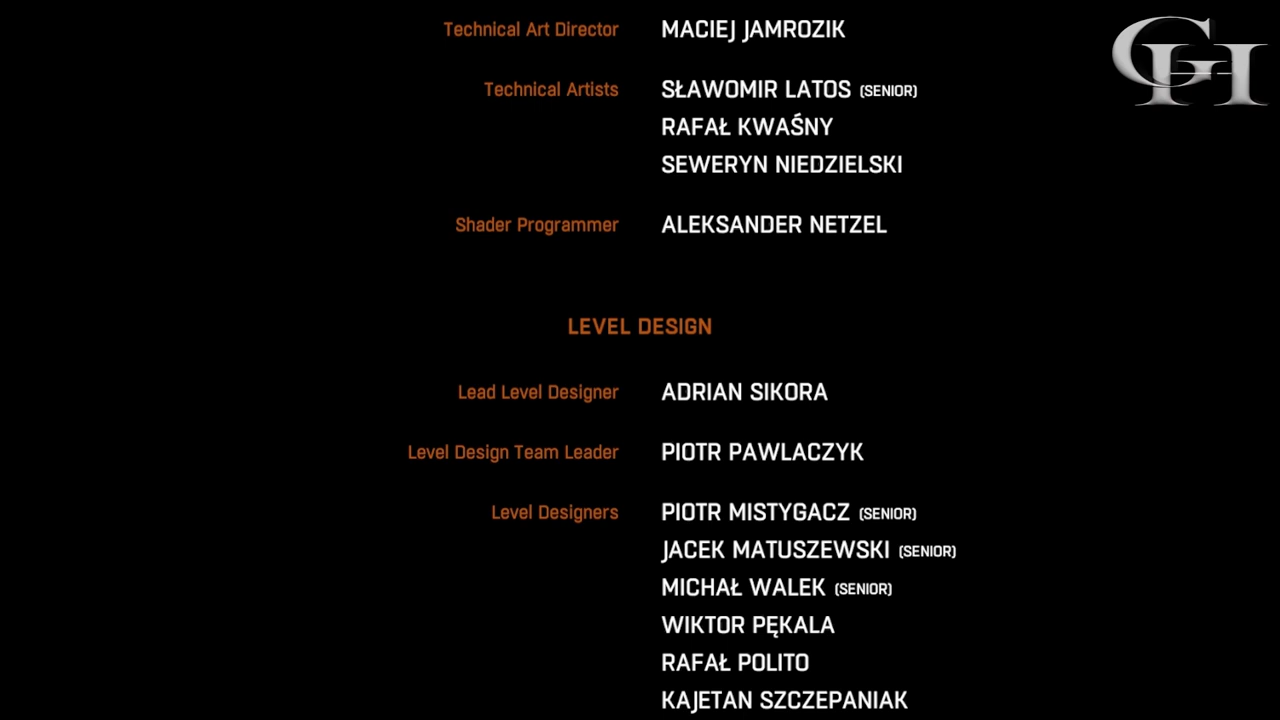 Technical Art Director MACIEJ JAMROZIK
GH
Technical Artists SŁAWOMIR LATOS (SENIOR)
RAFAŁ KWAŚNY
SEWERYN NIEDZIELSKI
Shader Programmer ALEKSANDER NETZEL
LEVEL DESIGN
Lead Level Designer ADRIAN SIKORA
Level Design Team Leader PIOTR PAWLACZYK
Level Designers PIOTR MISTYGACZ (SENIOR)
JACEK MATUSZEWSKI (SENIOR)
MICHAŁ WALEK (SENIOR)
WIKTOR PĘKALA
RAFAŁ POLITO
KAJETAN SZCZEPANIAK